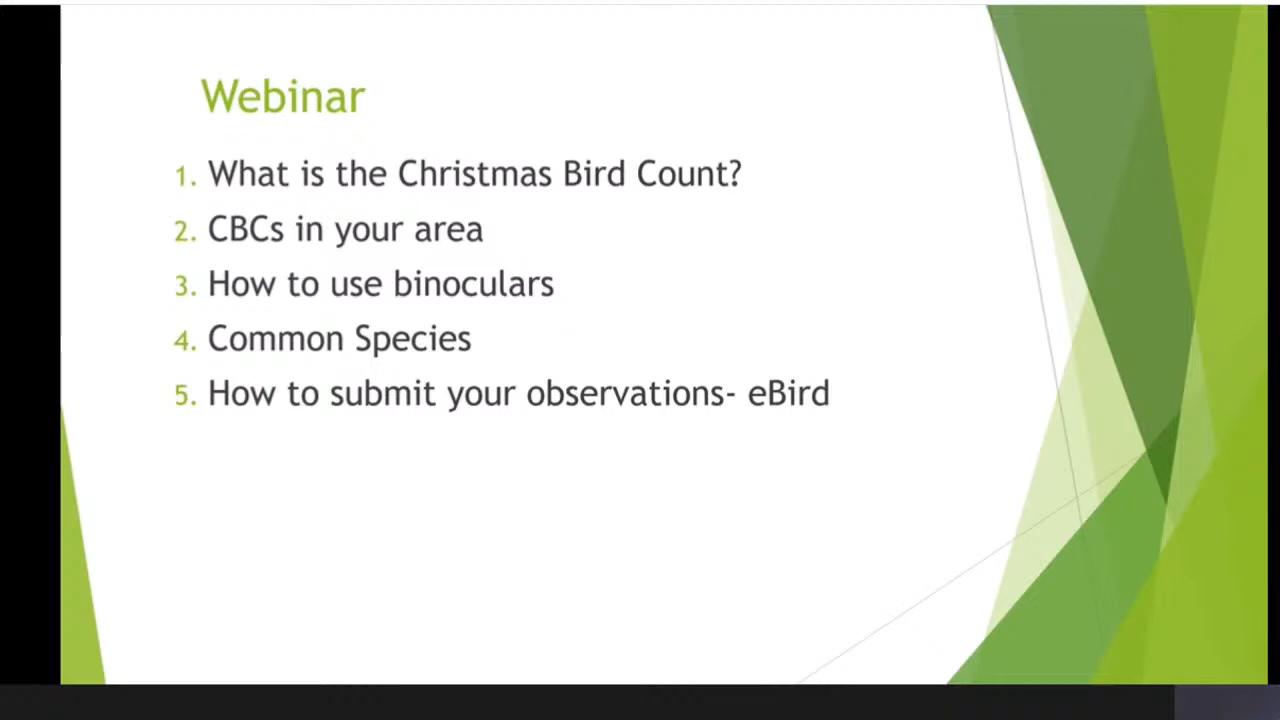 Webinar
1. What is the Christmas Bird Count?
2. CBCs in your area
3. How to use binoculars
4. Common Species
5. How to submit your observations- eBird